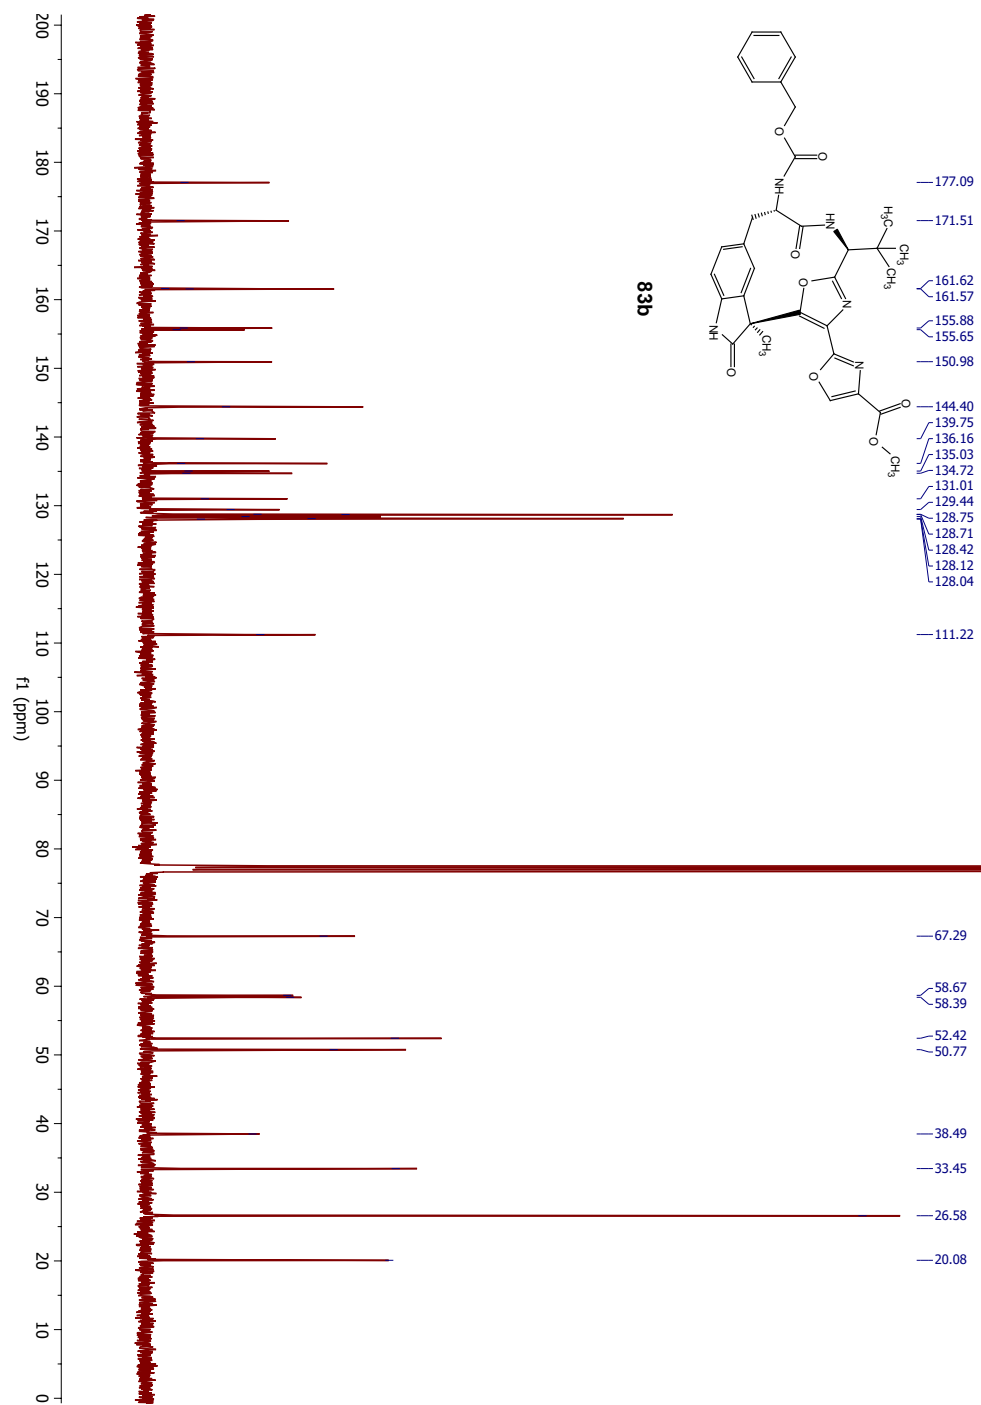 177.09
171.51
161.62
161.57
155.88
155.65
150.98
144.40
139.75
136.16
135.03
134.72
131.01
129.44
128.75
128.71
128.42
128.12
128.04
111.22
67.29
58.67
58.39
52.42
50.77
38.49
33.45
26.58
20.08
O
O
NH
O
HN
H₃C
CH₃
CH₃
O
N
N
O
O
O
CH₃
CH₃
NH
O
83b
200 190 180 170 160 150 140 130 120 110 100 90 80 70 60 50 40 30 20 10 0
f1 (ppm)